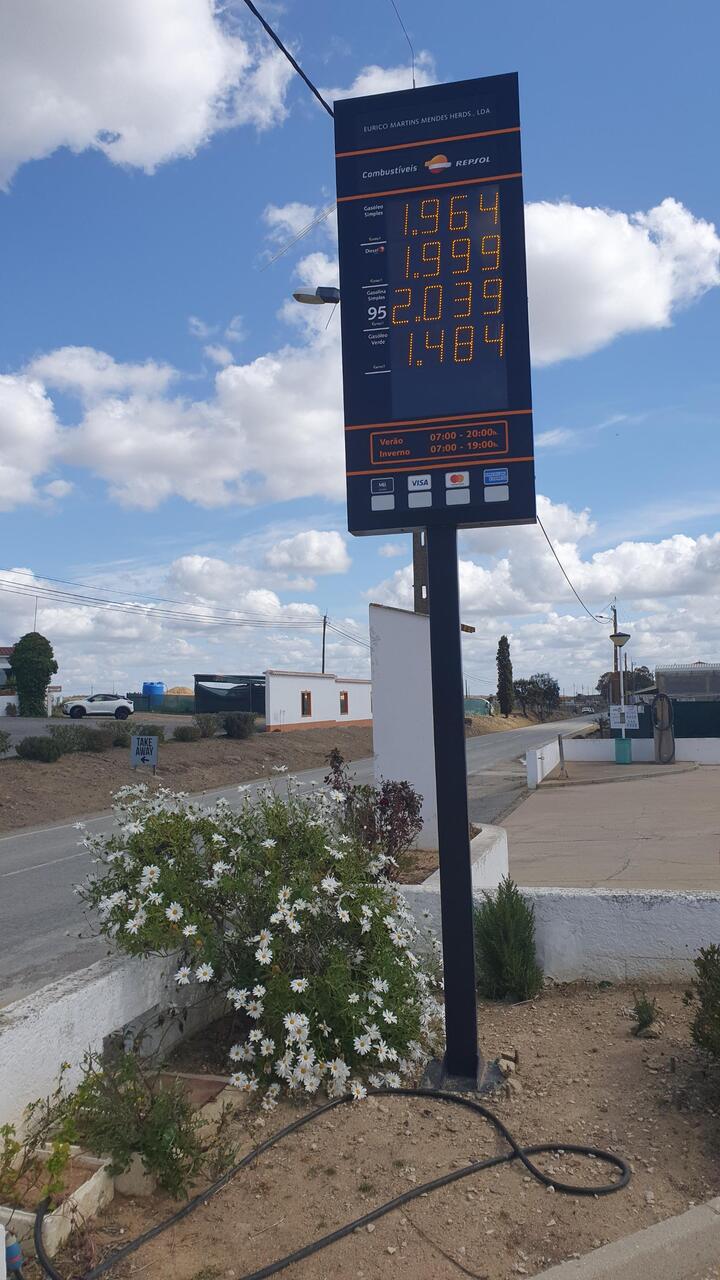 EURICO MARTINS MENDES HERDS., LDA
Combustíveis REPSOL
Gasóleo Simples 1.964
Diesel 1.999
Gasolina Simples 95 2.039
Gasóleo Verde 1.484
Verão 07:00 - 20:00h.
Inverno 07:00 - 19:00h.
VISA
TAKE
AWAY